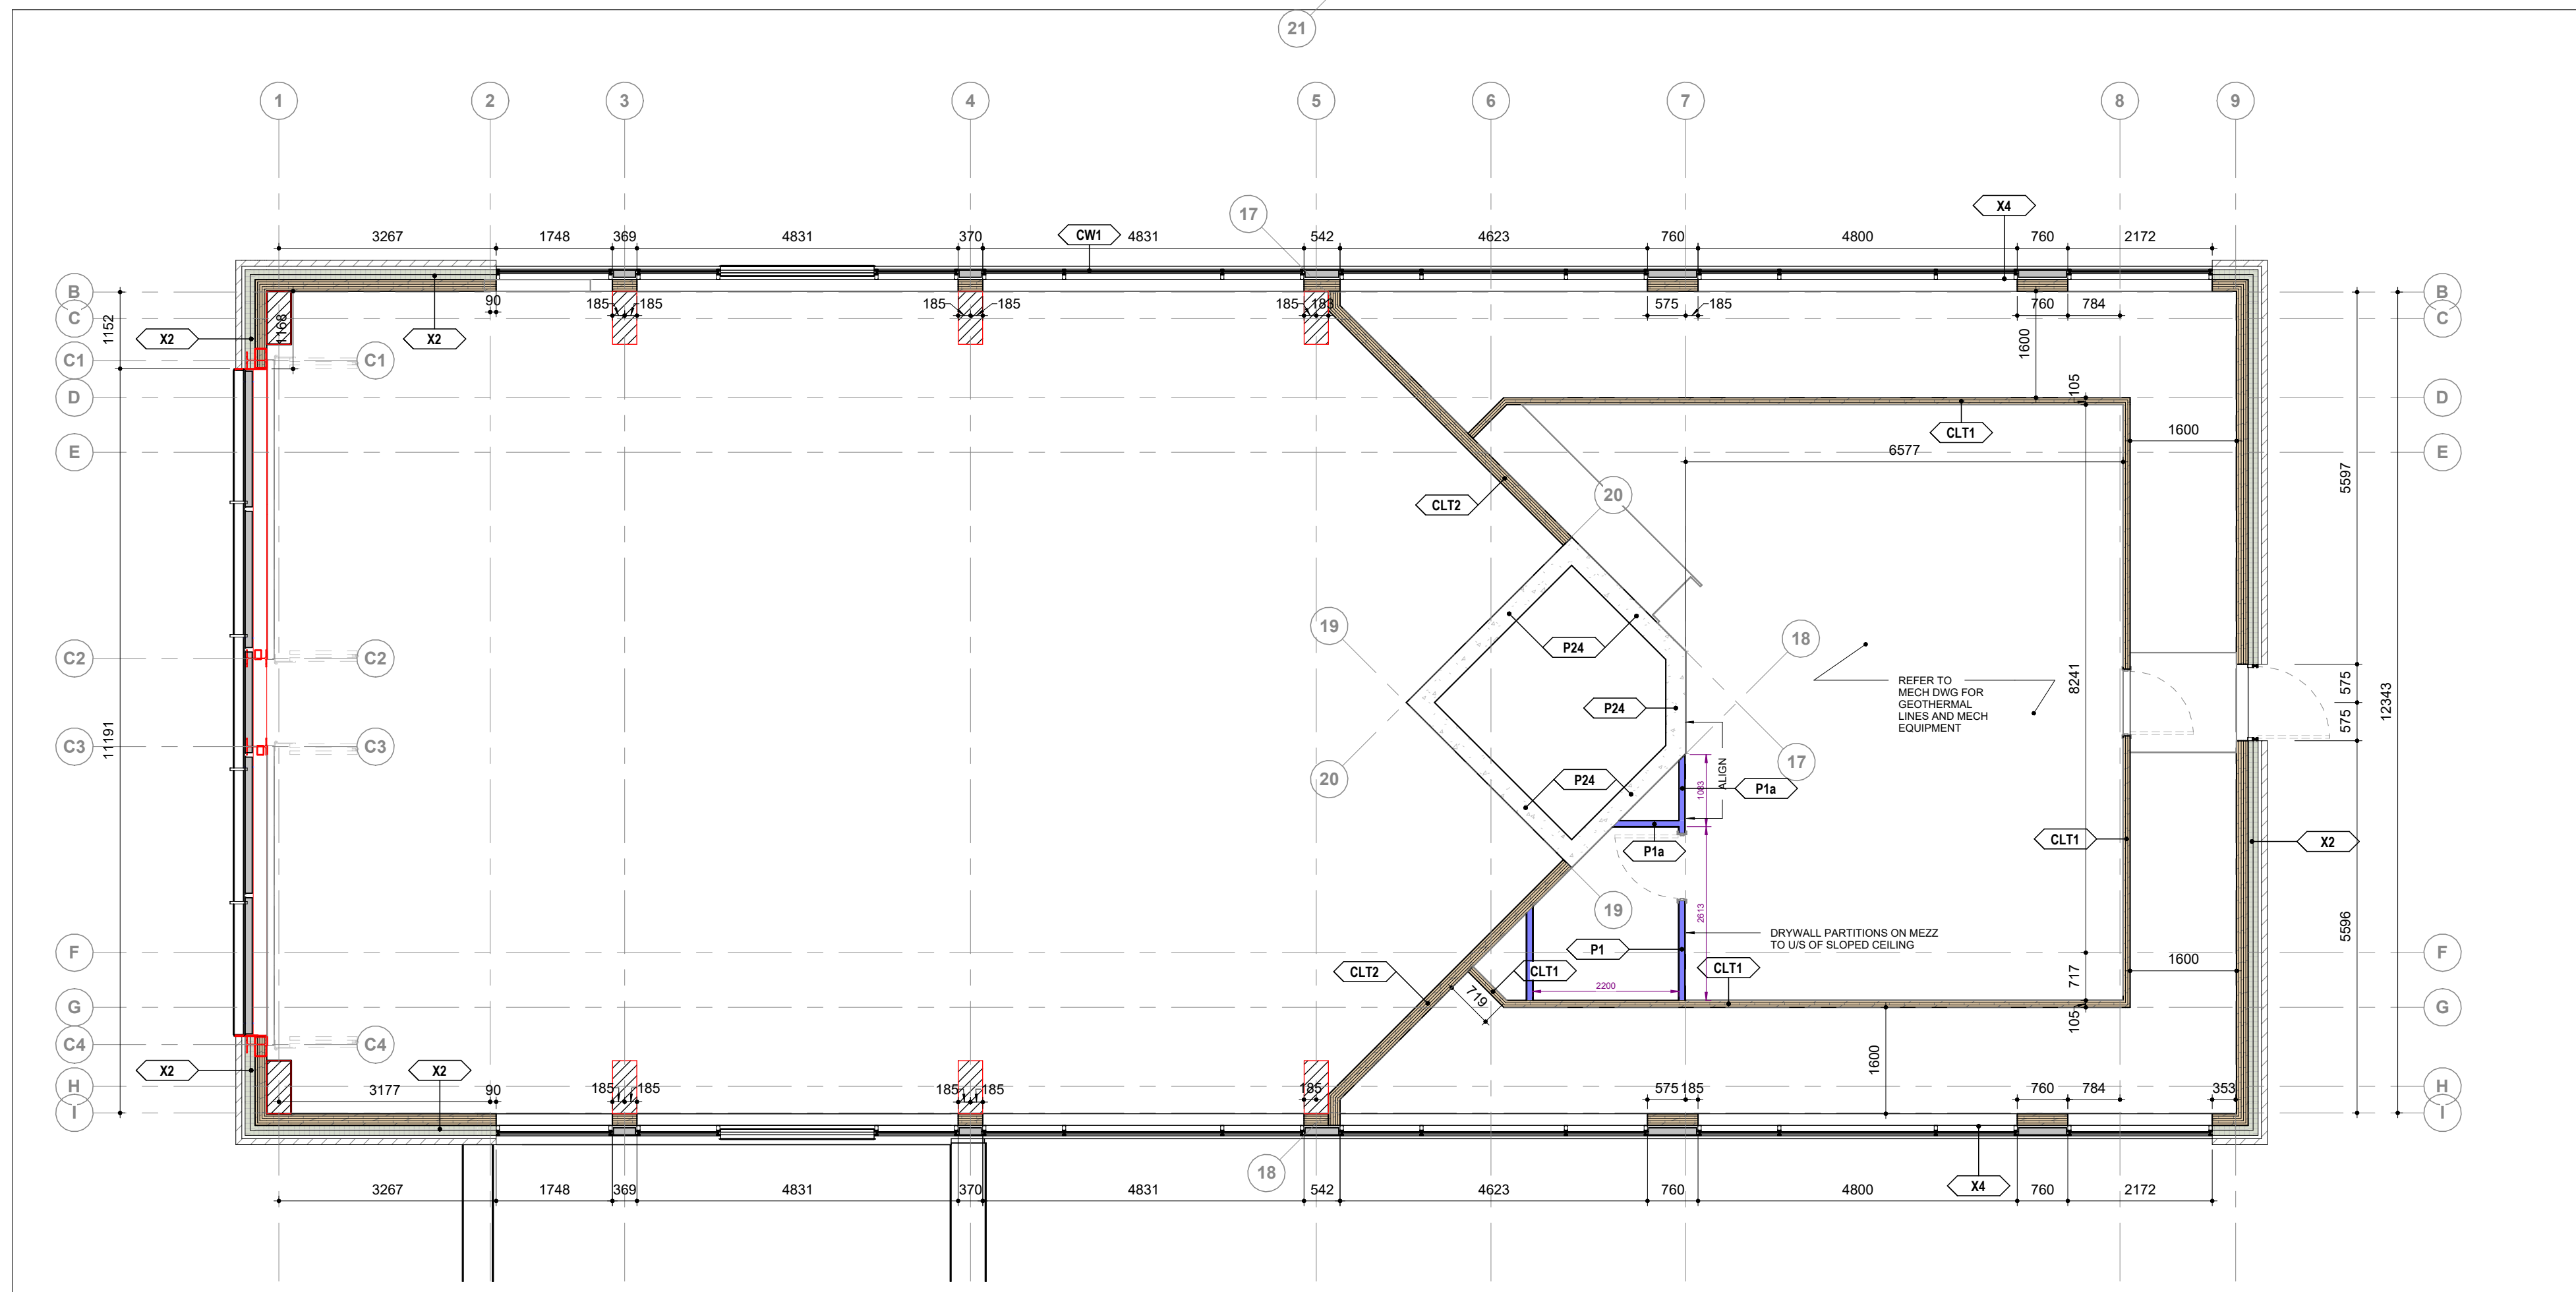 21
1 2 3 4 5 6 7 8 9
17 X4
3267 1748 369 4831 370 CW1 4831 542 4623 760 4800 760 2172
B B
90 185 185 185 185 185 183 575 185 760 784
C C
1152 1168 1600
X2 X2
C1 C1
105
D D
CLT1 1600
E 6577 E
5597
20
CLT2
19 18
P24
C2 C2
REFER TO
MECH DWG FOR
GEOTHERMAL
LINES AND MECH
EQUIPMENT
8241 575 12343
P24
575
11191
C3 C3
20 P24 ALIGN 17
1083 P1a
CLT1 X2
P1a
19
2613
DRYWALL PARTITIONS ON MEZZ
TO U/S OF SLOPED CEILING
5596
F P1 F
CLT2 CLT1 CLT1 717 1600
2200
719
G G
105
C4 C4
1600
X2 X2
H H
3177 90 185 185 185 185 185 575 185 760 784 353
I I
18
3267 1748 369 4831 370 4831 542 4623 760 4800 X4 760 2172